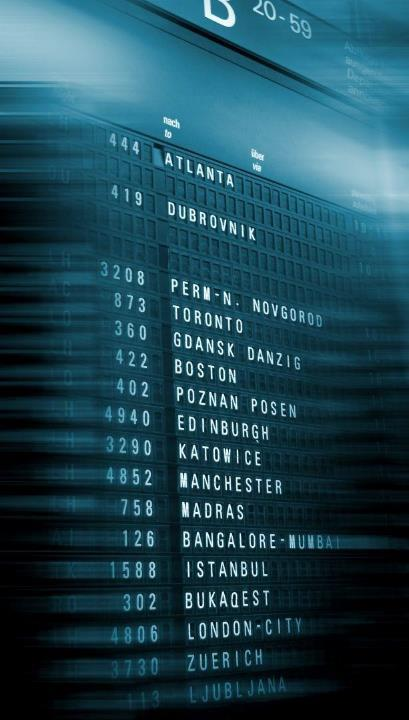 B 20-59
nach
to
über
via
444 ATLANTA
419 DUBROVNIK
3208 PERM-N. NOVGOROD
873 TORONTO
360 GDANSK DANZIG
422 BOSTON
402 POZNAN POSEN
4940 EDINBURGH
3290 KATOWICE
4852 MANCHESTER
758 MADRAS
126 BANGALORE-MUMBAI
1588 ISTANBUL
302 BUKAQEST
4806 LONDON-CITY
3730 ZUERICH
113 LJUBLJANA